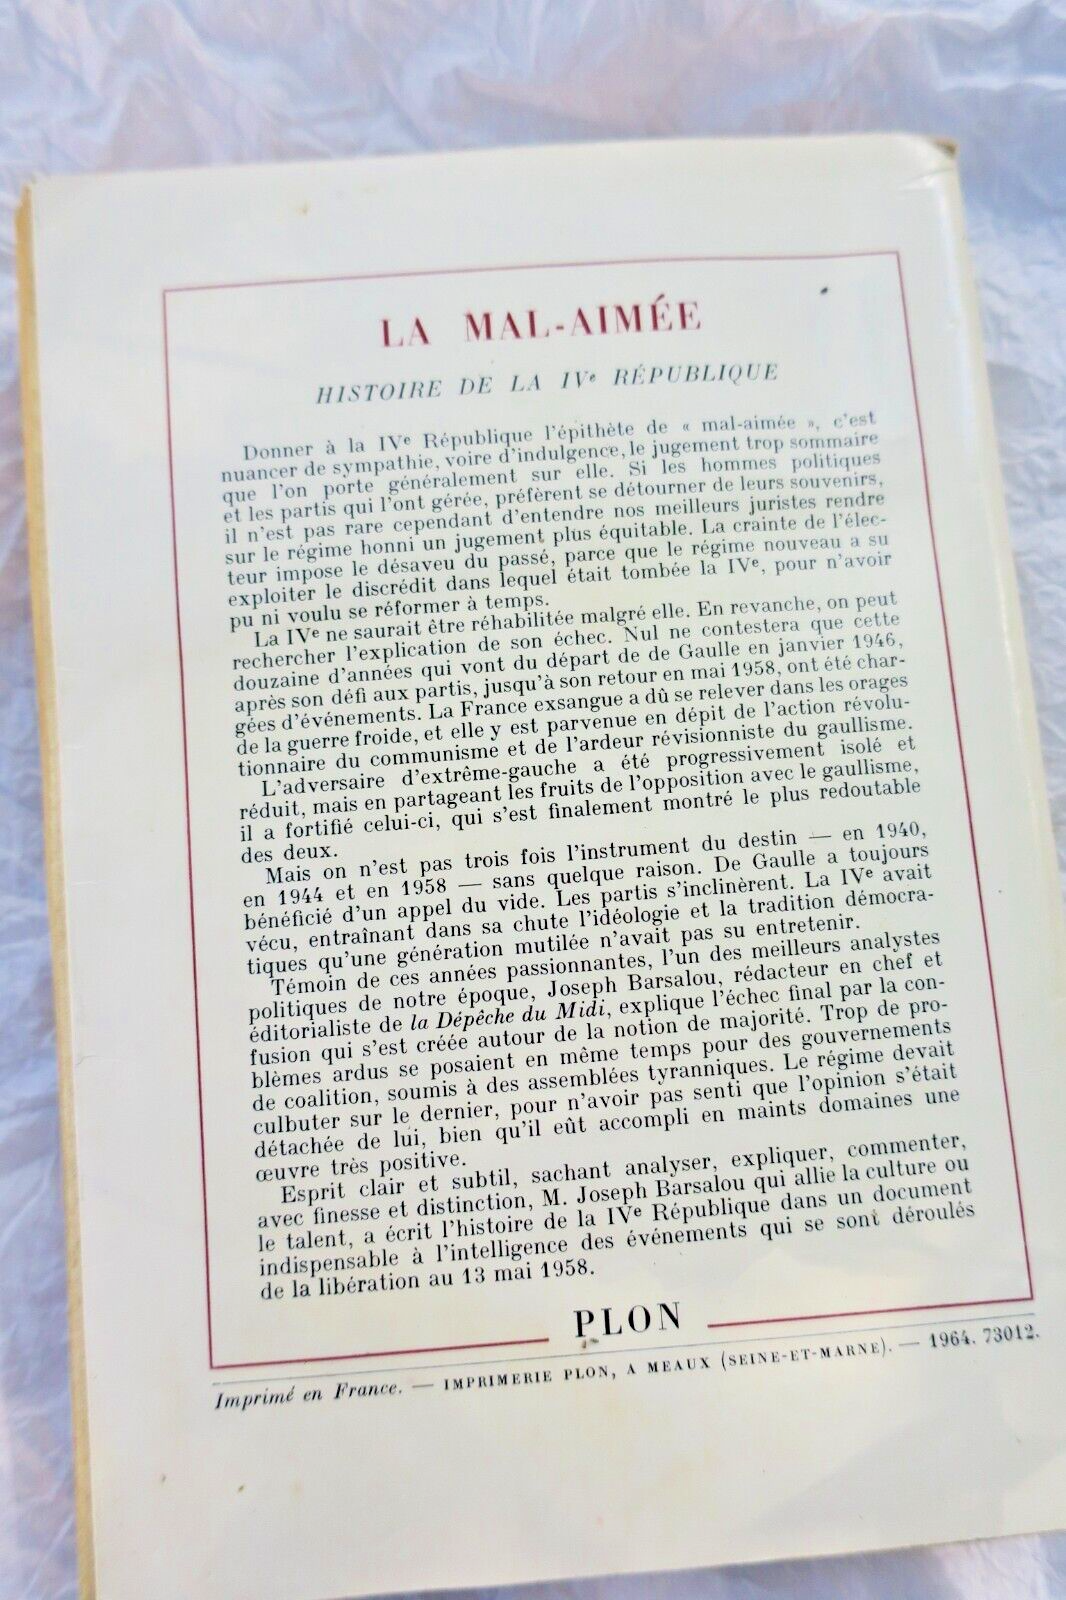 LA MAL-AIMÉE
HISTOIRE DE LA IVe RÉPUBLIQUE
Donner à la IVe République l'épithète de « mal-aimée », c'est
nuancer de sympathie, voire d'indulgence, le jugement trop sommaire
que l'on porte généralement sur elle. Si les hommes politiques
et les partis qui l'ont gérée, préfèrent se détourner de leurs souvenirs,
il n'est pas rare cependant d'entendre nos meilleurs juristes rendre
sur le régime honni un jugement plus équitable. La crainte de l'élec-
teur impose le désaveu du passé, parce que le régime nouveau a su
exploiter le discrédit dans lequel était tombée la IVe, pour n'avoir
pu ni voulu se réformer à temps.
La IVe ne saurait être réhabilitée malgré elle. En revanche, on peut
rechercher l'explication de son échec. Nul ne contestera que cette
douzaine d'années qui vont du départ de de Gaulle en janvier 1946,
après son défi aux partis, jusqu'à son retour en mai 1958, ont été char-
gées d'événements. La France exsangue a dû se relever dans les orages
de la guerre froide, et elle y est parvenue en dépit de l'action révolu-
tionnaire du communisme et de l'ardeur révisionniste du gaullisme.
L'adversaire d'extrême-gauche a été progressivement isolé et
réduit, mais en partageant les fruits de l'opposition avec le gaullisme,
il a fortifié celui-ci, qui s'est finalement montré le plus redoutable
des deux.
Mais on n'est pas trois fois l'instrument du destin — en 1940,
en 1944 et en 1958 — sans quelque raison. De Gaulle a toujours
bénéficié d'un appel du vide. Les partis s'inclinèrent. La IVe avait
vécu, entraînant dans sa chute l'idéologie et la tradition démocra-
tiques qu'une génération mutilée n'avait pas su entretenir.
Témoin de ces années passionnantes, l'un des meilleurs analystes
politiques de notre époque, Joseph Barsalou, rédacteur en chef et
éditorialiste de la Dépêche du Midi, explique l'échec final par la con-
fusion qui s'est créée autour de la notion de majorité. Trop de pro-
blèmes ardus se posaient en même temps pour des gouvernements
de coalition, soumis à des assemblées tyranniques. Le régime devait
culbuter sur le dernier, pour n'avoir pas senti que l'opinion s'était
détachée de lui, bien qu'il eût accompli en maints domaines une
œuvre très positive.
Esprit clair et subtil, sachant analyser, expliquer, commenter,
avec finesse et distinction, M. Joseph Barsalou qui allie la culture ou
le talent, a écrit l'histoire de la IVe République dans un document
indispensable à l'intelligence des événements qui se sont déroulés
de la libération au 13 mai 1958.
PLON
Imprimé en France. — IMPRIMERIE PLON, A MEAUX (SEINE-ET-MARNE). — 1964. 73012.